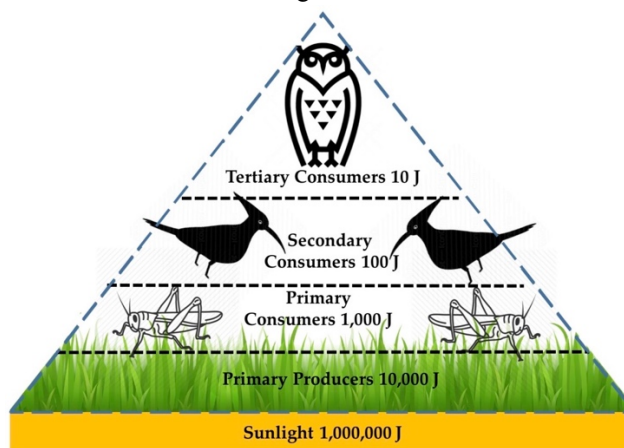 Tertiary Consumers 10 J
Secondary
Consumers 100 J
Primary
Consumers 1,000 J
Primary Producers 10,000 J
Sunlight 1,000,000 J